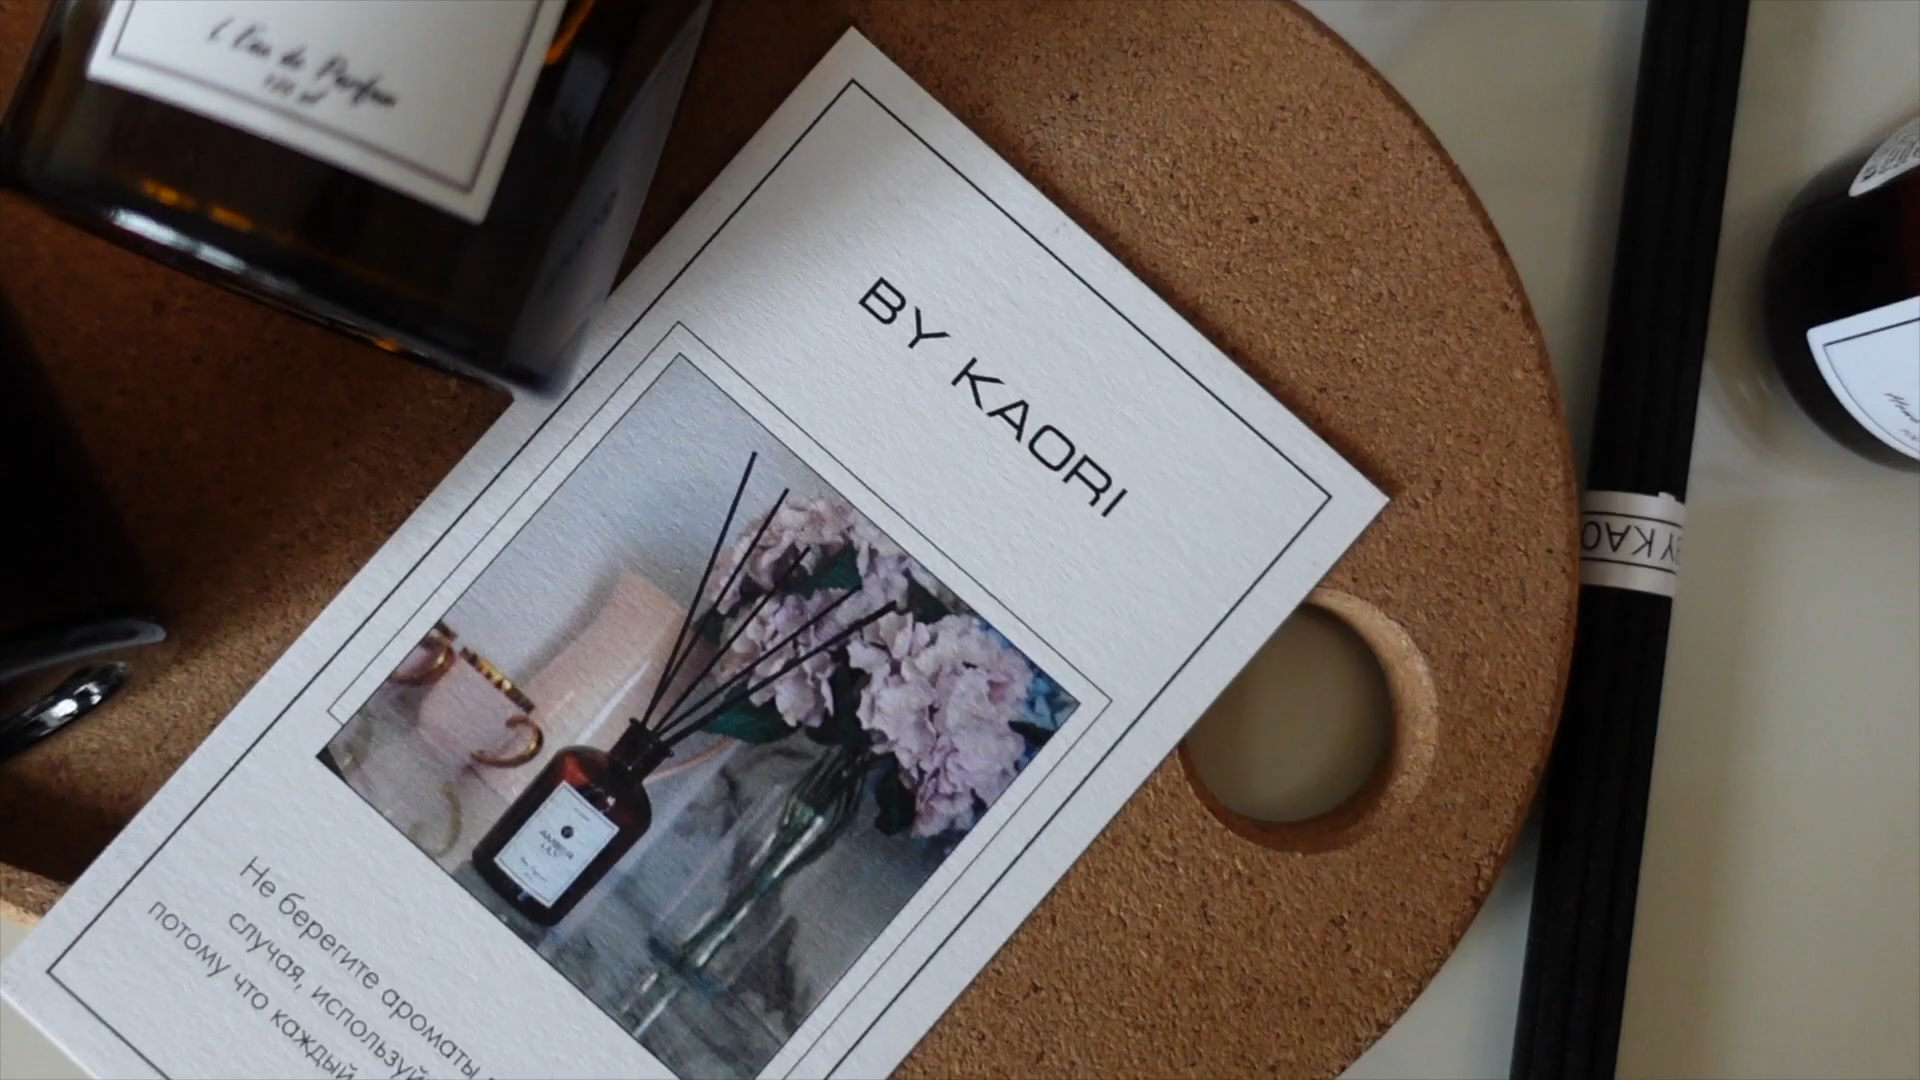 L'Eau de Parfum
BY KAORI
AMBER
LILY
Не берегите ароматы
случая, используй
потому что каждый
BY KAO